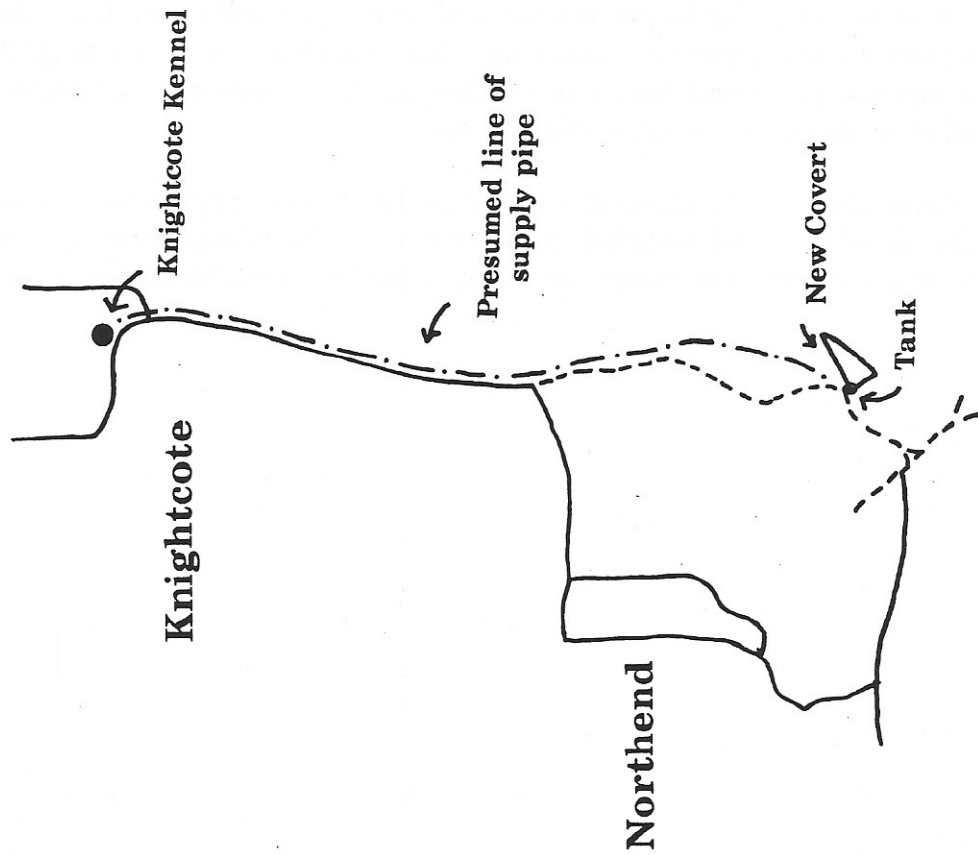 Knightcote Kennel
Knightcote
Presumed line of
supply pipe
New Covert
Tank
Northend